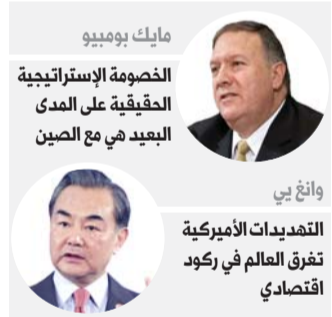 مايك بومبيو
الخصومة الإستراتيجية
الحقيقية على المدى
البعيد هي مع الصين
وانغ يي
التهديدات الأميركية
تغرق العالم في ركود
اقتصادي